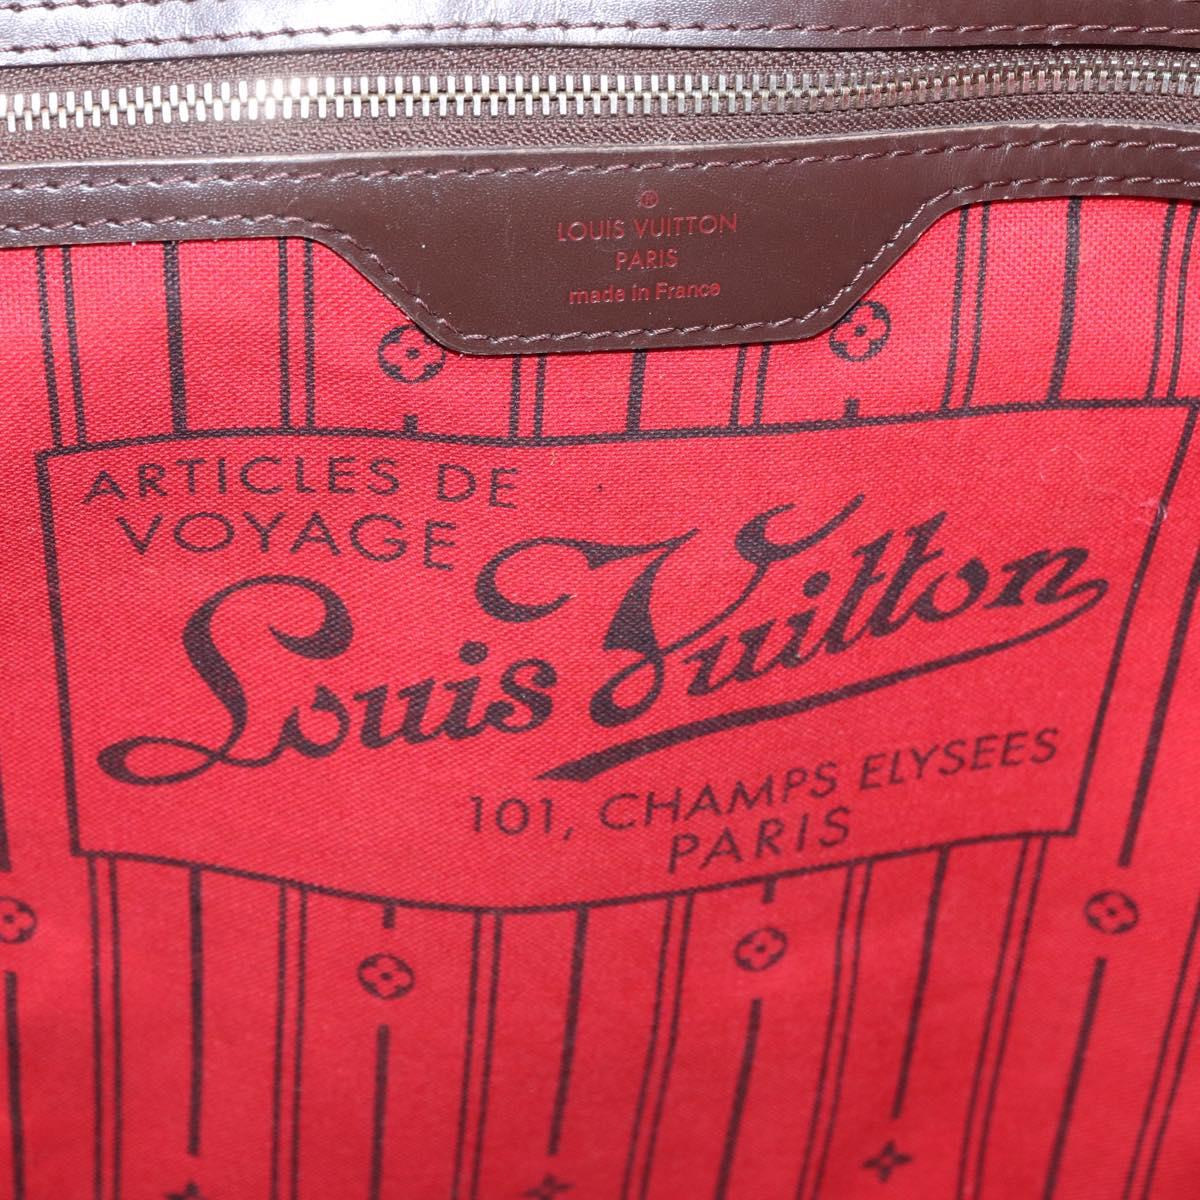 ®
LOUIS VUITTON
PARIS
made in France
ARTICLES DE
VOYAGE
Louis Vuitton
101, CHAMPS ELYSEES
PARIS